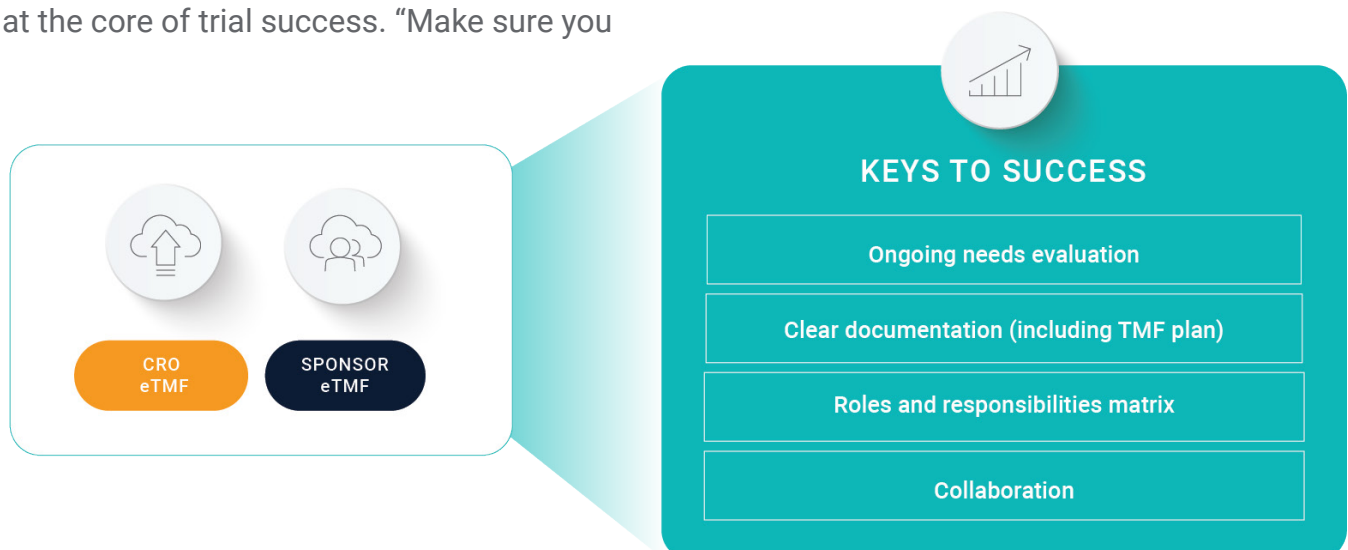 at the core of trial success. “Make sure you
KEYS TO SUCCESS
CRO
eTMF
SPONSOR
eTMF
Ongoing needs evaluation
Clear documentation (including TMF plan)
Roles and responsibilities matrix
Collaboration